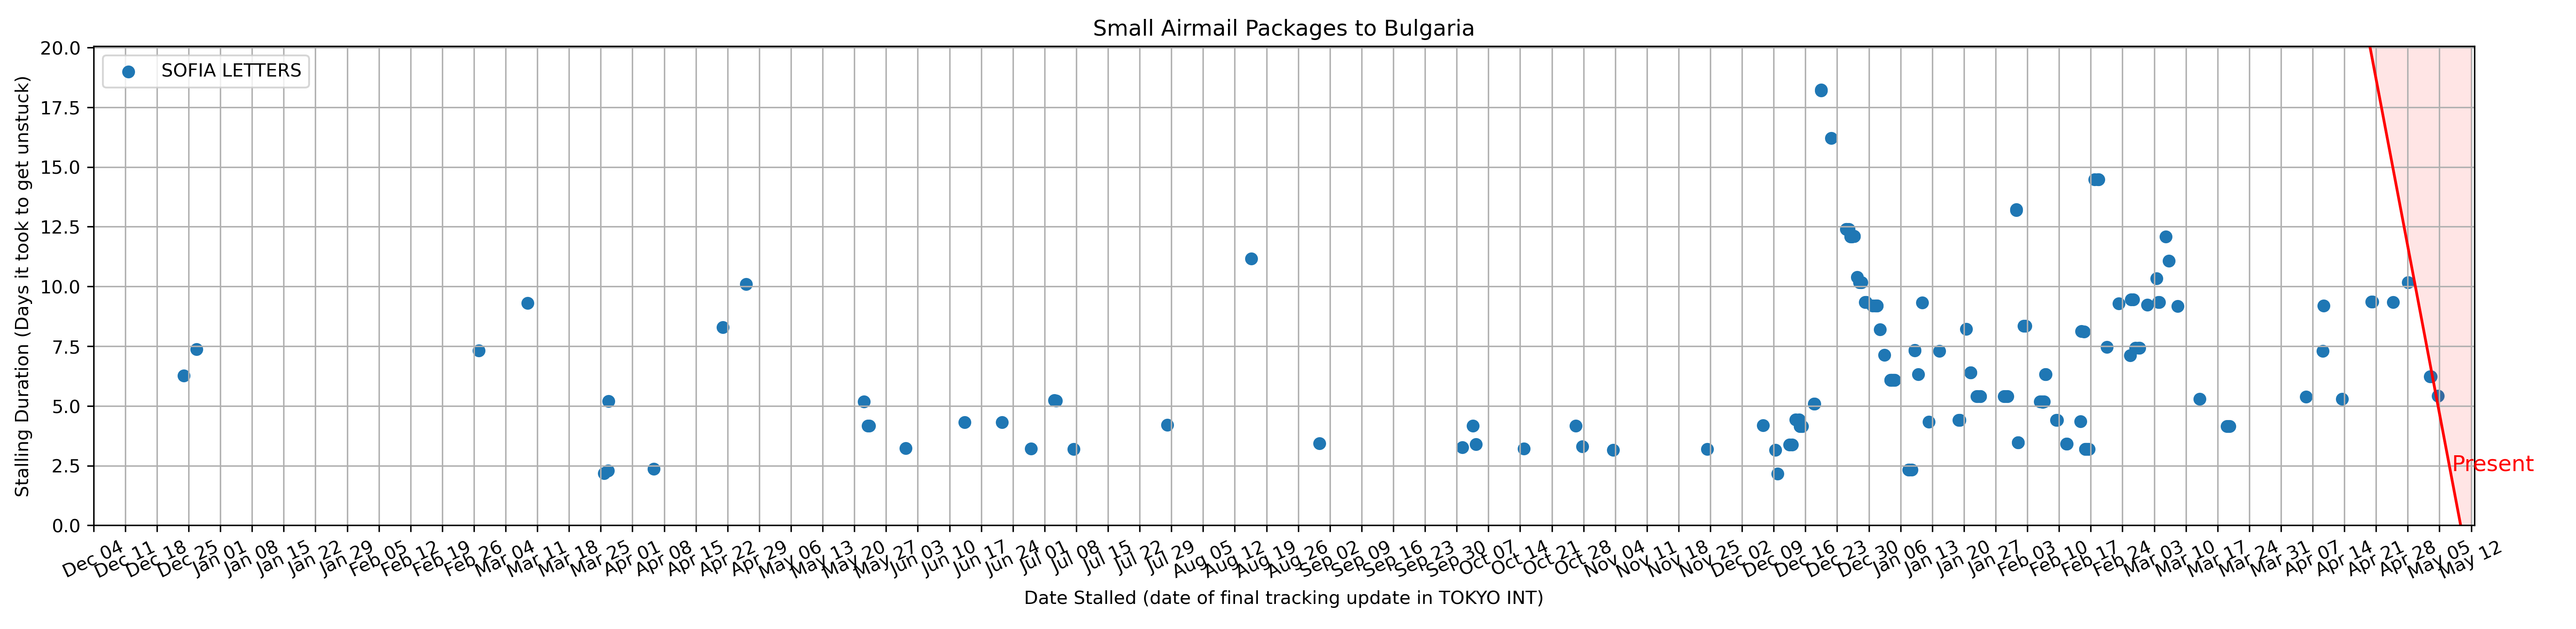 Small Airmail Packages to Bulgaria
20.0
17.5
15.0
12.5
10.0
7.5
5.0
2.5
0.0
Stalling Duration (Days it took to get unstuck)
SOFIA LETTERS
Present
Dec 04
Dec 11
Dec 18
Dec 25
Jan 01
Jan 08
Jan 15
Jan 22
Jan 29
Feb 05
Feb 12
Feb 19
Feb 26
Mar 04
Mar 11
Mar 18
Mar 25
Apr 01
Apr 08
Apr 15
Apr 22
Apr 29
May 06
May 13
May 20
May 27
Jun 03
Jun 10
Jun 17
Jun 24
Jul 01
Jul 08
Jul 15
Jul 22
Jul 29
Aug 05
Aug 12
Aug 19
Aug 26
Sep 02
Sep 09
Sep 16
Sep 23
Sep 30
Oct 07
Oct 14
Oct 21
Oct 28
Nov 04
Nov 11
Nov 18
Nov 25
Dec 02
Dec 09
Dec 16
Dec 23
Dec 30
Jan 06
Jan 13
Jan 20
Jan 27
Feb 03
Feb 10
Feb 17
Feb 24
Mar 03
Mar 10
Mar 17
Mar 24
Mar 31
Apr 07
Apr 14
Apr 21
Apr 28
May 05
May 12
Date Stalled (date of final tracking update in TOKYO INT)